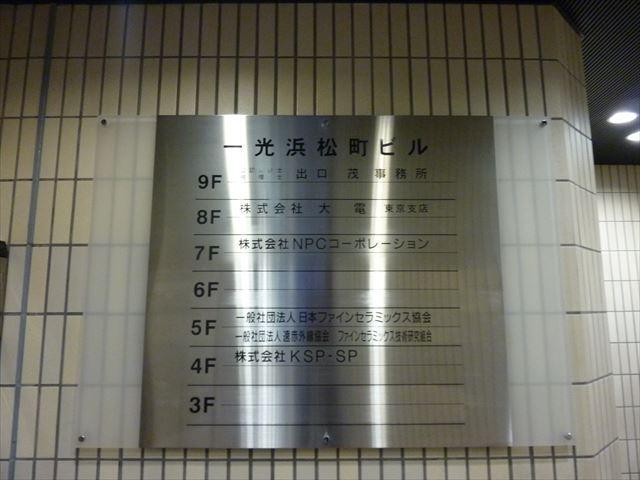 一光浜松町ビル
9F 出口 茂 事務所
8F 株式会社 大 電 東京支店
7F 株式会社NPCコーポレーション
6F
5F 一般社団法人日本ファインセラミックス協会
一般社団法人遠赤外線協会 ファインセラミックス技術研究組合
4F 株式会社KSP-SP
3F